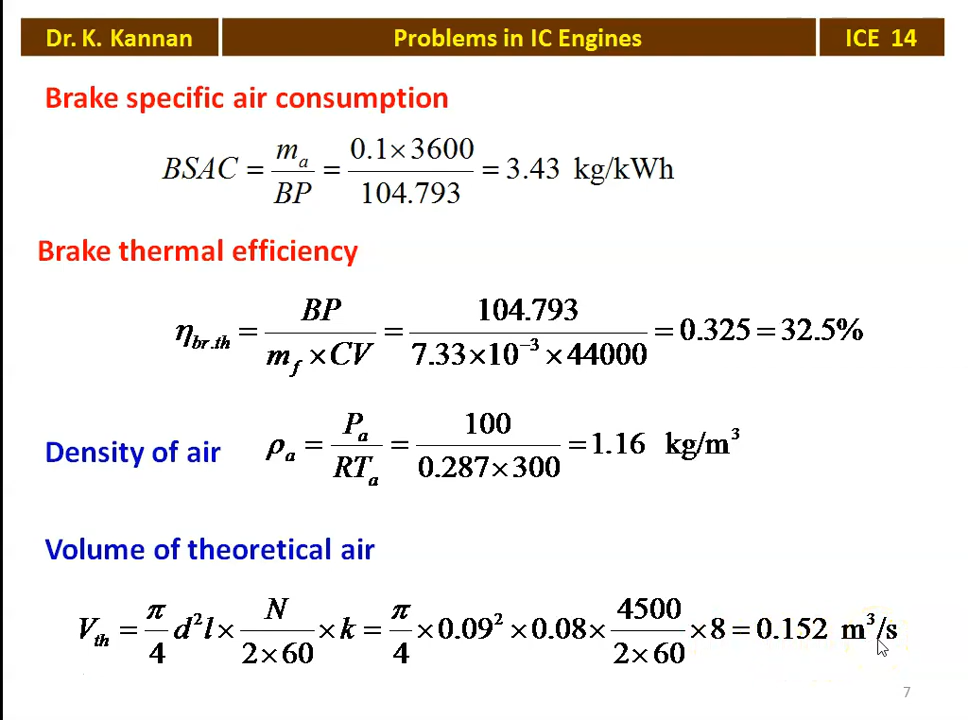 Dr. K. Kannan Problems in IC Engines ICE 14
Brake specific air consumption
BSAC = m_a / BP = 0.1×3600 / 104.793 = 3.43 kg/kWh
Brake thermal efficiency
η_br.th = BP / m_f × CV = 104.793 / 7.33×10^−3 × 44000 = 0.325 = 32.5%
Density of air ρ_a = P_a / RT_a = 100 / 0.287×300 = 1.16 kg/m³
Volume of theoretical air
V_th = π/4 d²l × N / 2×60 × k = π/4 × 0.09² × 0.08 × 4500 / 2×60 × 8 = 0.152 m³/s
7